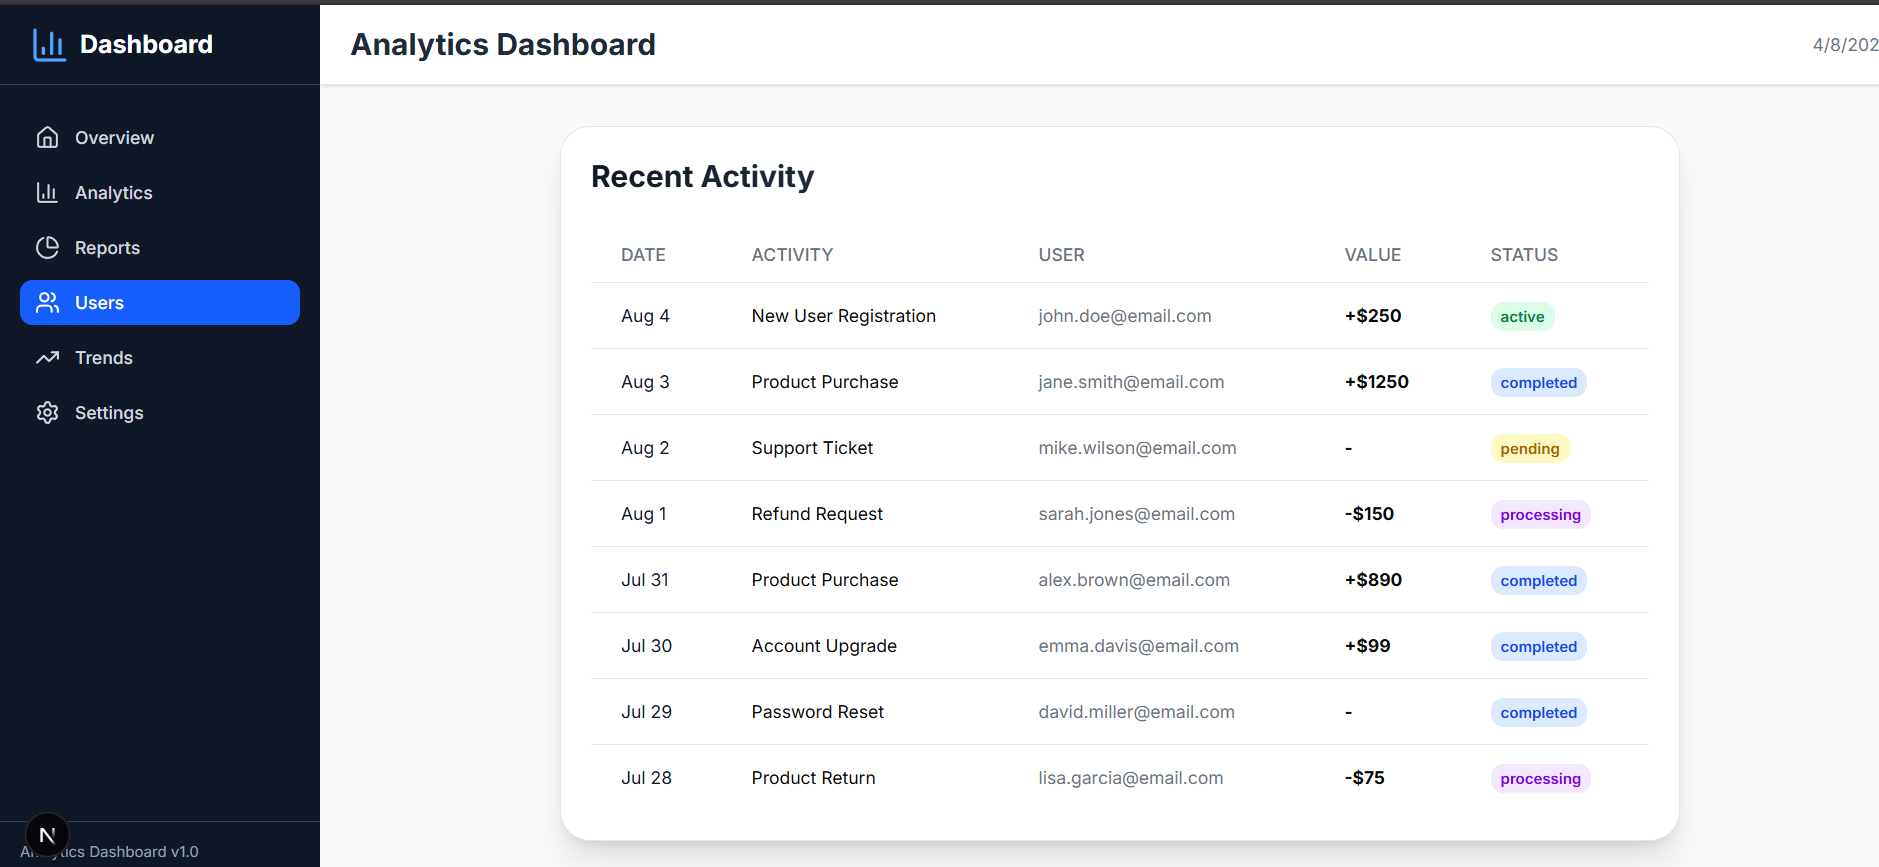 Dashboard
Analytics Dashboard
4/8/202
Overview
Analytics
Reports
Users
Trends
Settings
Recent Activity
DATE ACTIVITY USER VALUE STATUS
Aug 4 New User Registration john.doe@email.com +$250 active
Aug 3 Product Purchase jane.smith@email.com +$1250 completed
Aug 2 Support Ticket mike.wilson@email.com - pending
Aug 1 Refund Request sarah.jones@email.com -$150 processing
Jul 31 Product Purchase alex.brown@email.com +$890 completed
Jul 30 Account Upgrade emma.davis@email.com +$99 completed
Jul 29 Password Reset david.miller@email.com - completed
Jul 28 Product Return lisa.garcia@email.com -$75 processing
N
Dashboard v1.0